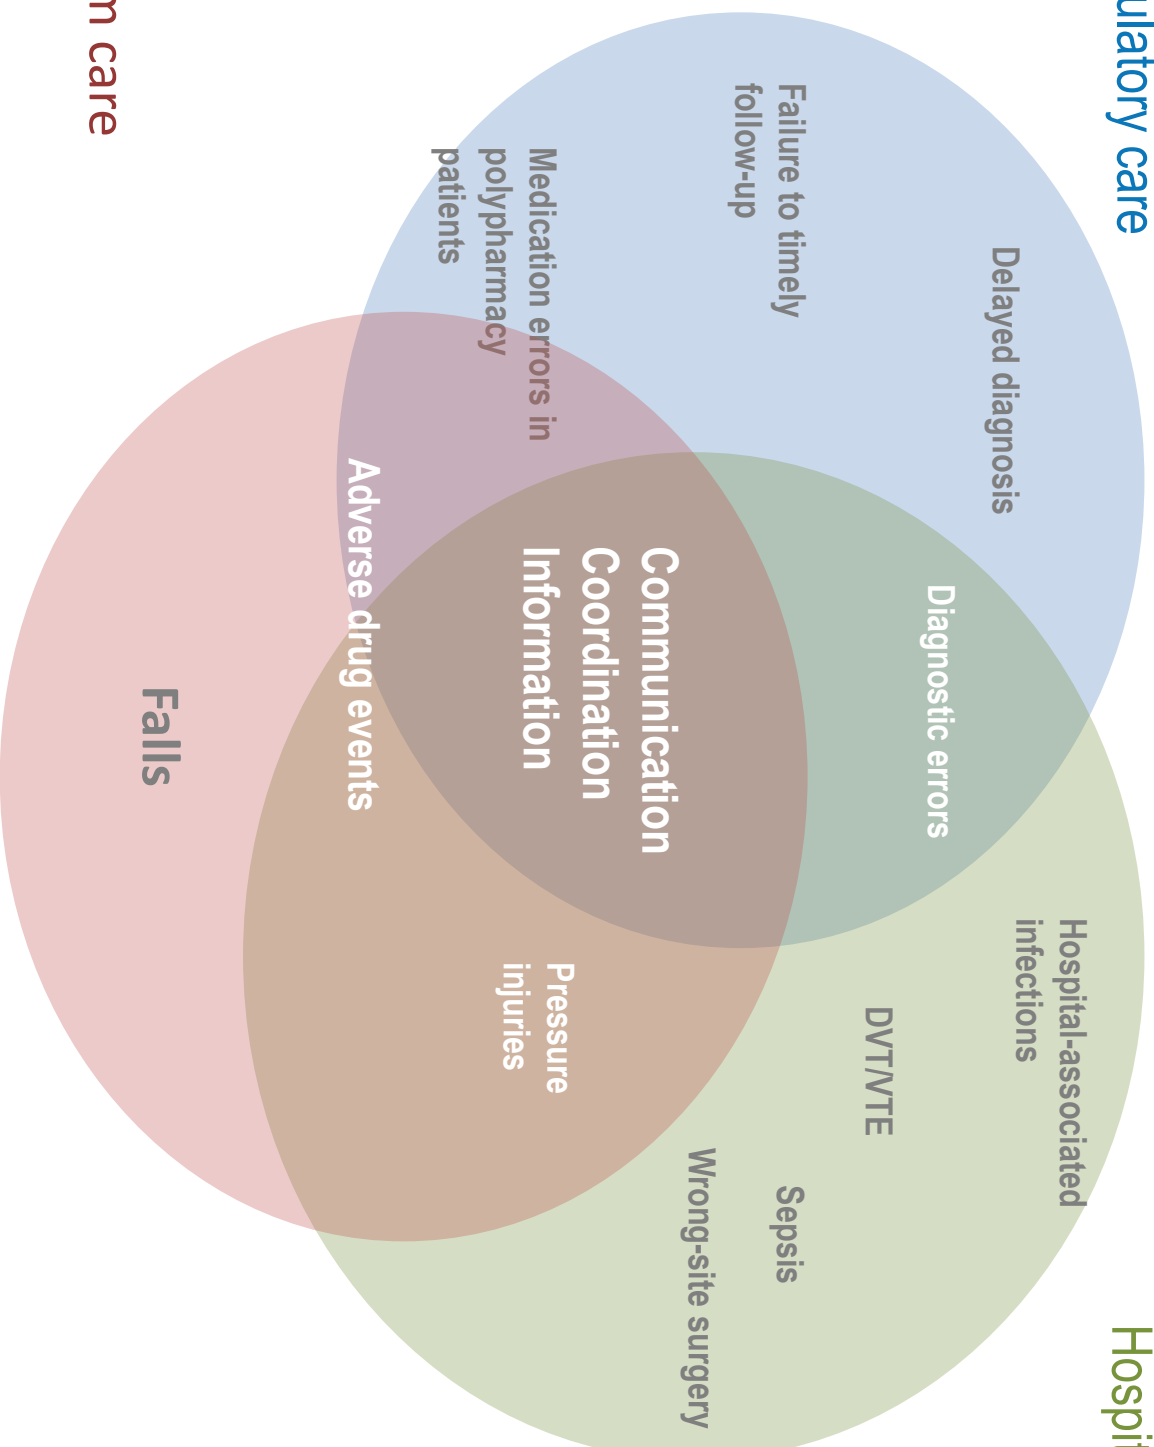 ulatory care
Hospit
Delayed diagnosis
Failure to timely
follow-up
Diagnostic errors
Hospital-associated
infections
DVT/VTE
Sepsis
Wrong-site surgery
Medication errors in
polypharmacy
patients
Communication
Coordination
Information
Pressure
injuries
Adverse drug events
Falls
m care